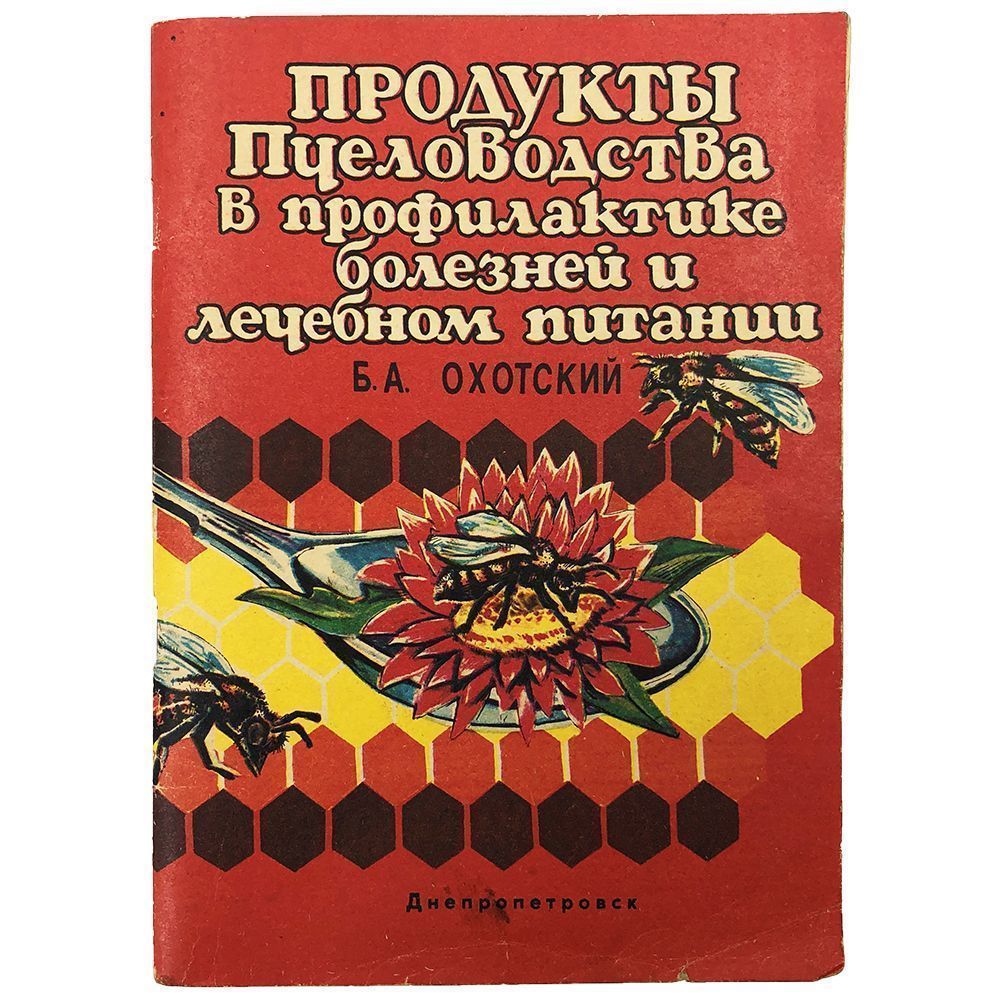 ПРОДУКТЫ
Пчеловодства
в профилактике
болезней и
лечебном питании
Б.А. ОХОТСКИЙ
Днепропетровск